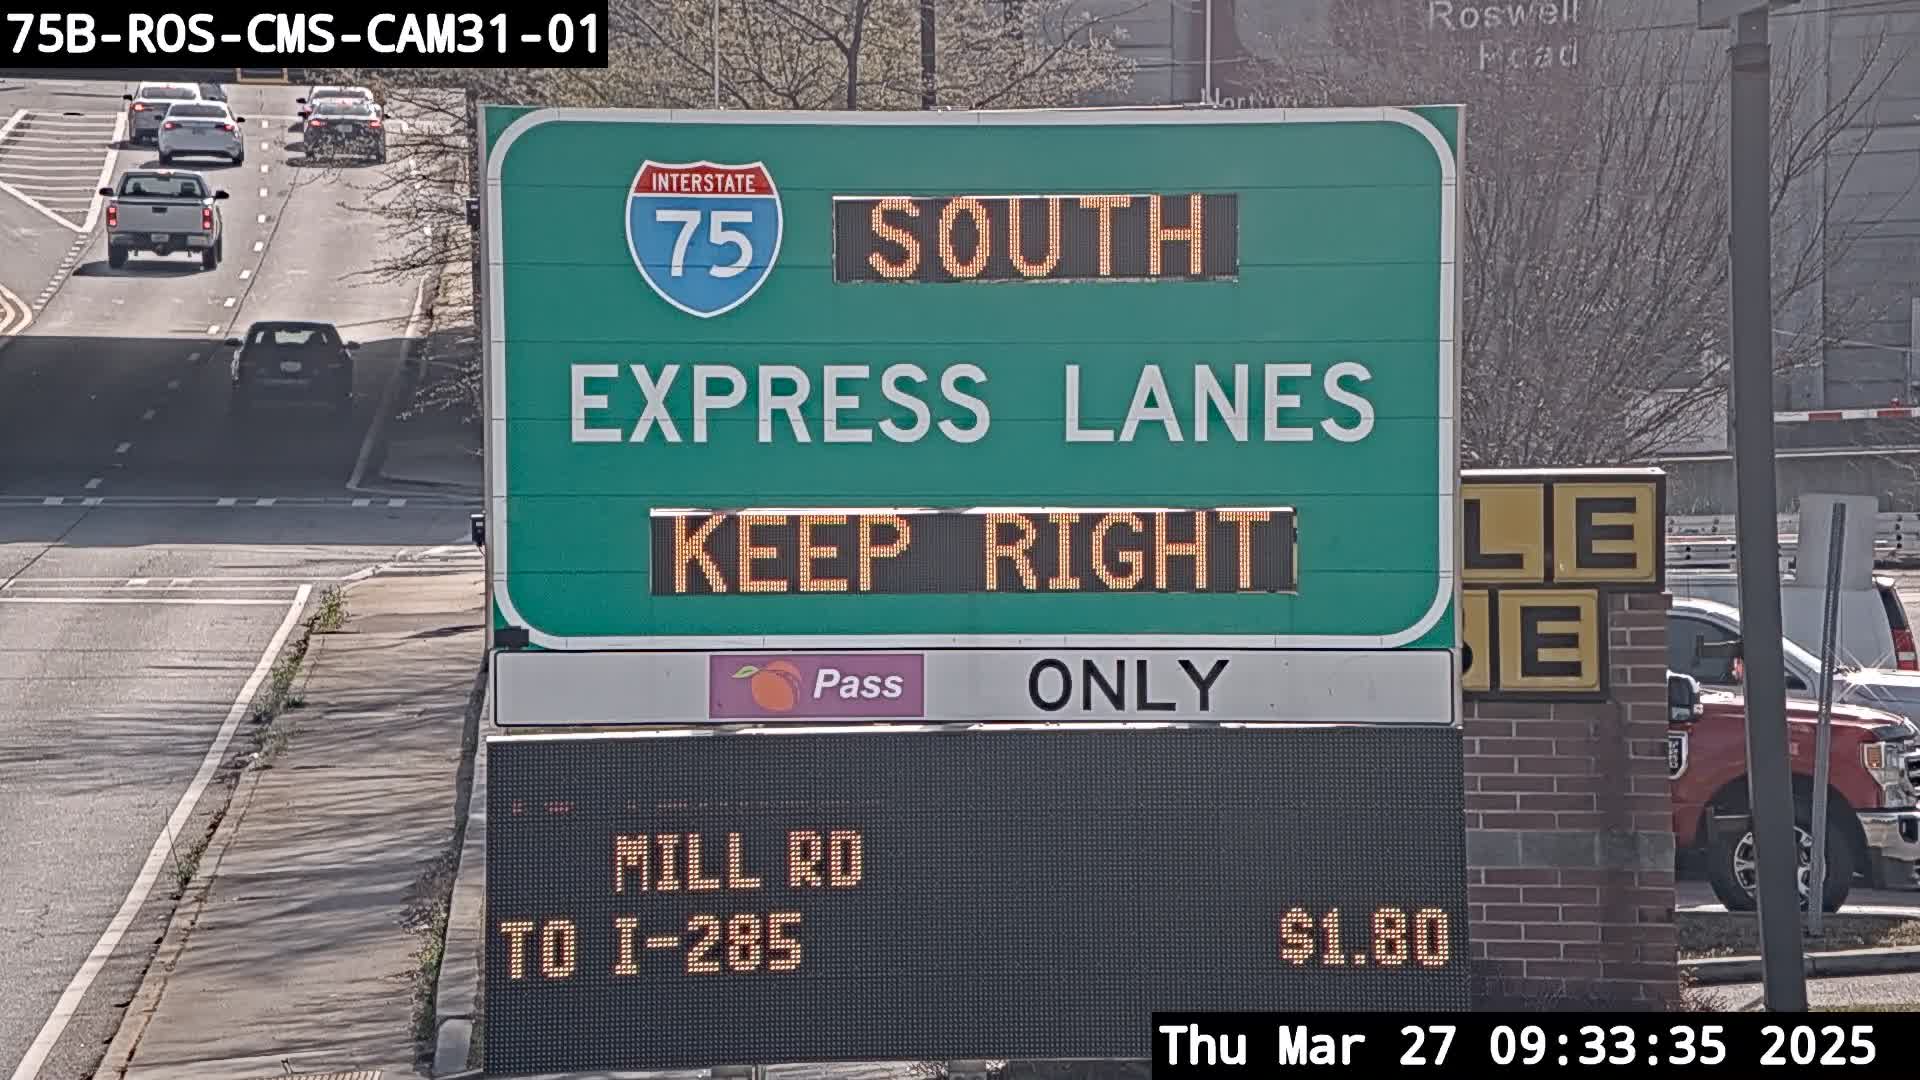 75B-ROS-CMS-CAM31-01
Roswell
Road
INTERSTATE
75
SOUTH
EXPRESS LANES
KEEP RIGHT
Pass ONLY
LE
E
MILL RD
TO I-285 $1.80
Thu Mar 27 09:33:35 2025